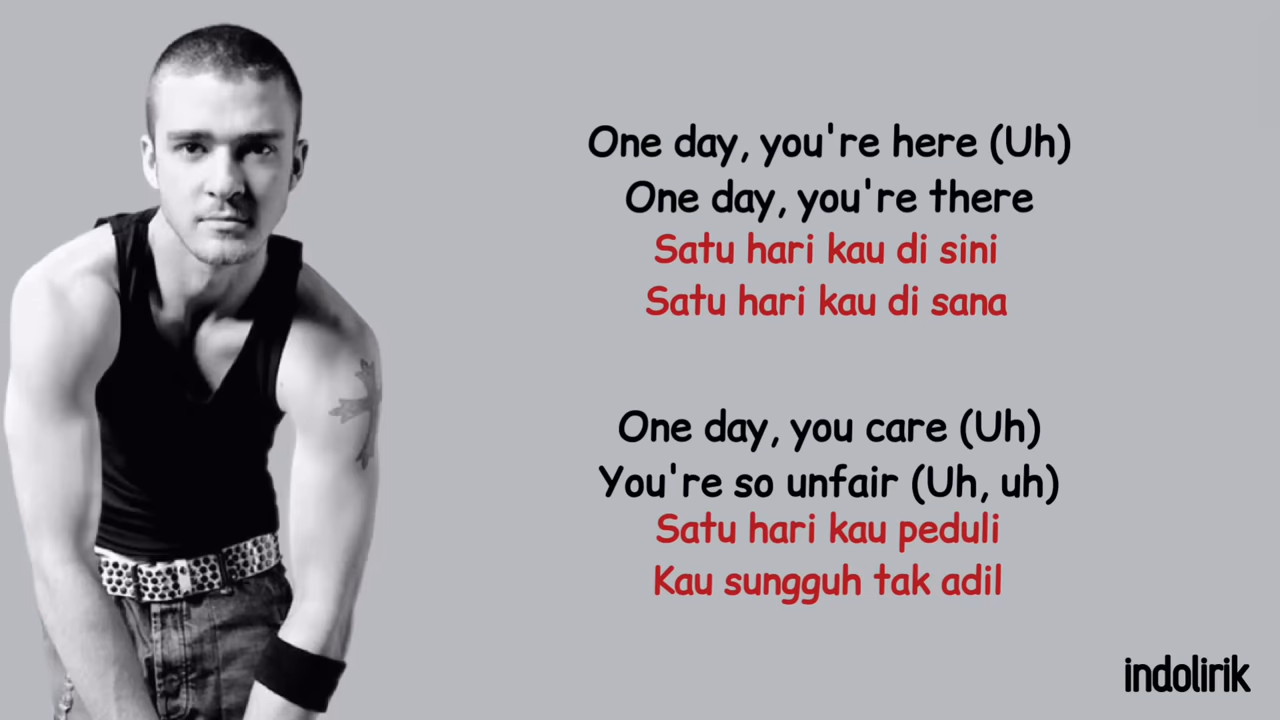 One day, you're here (Uh)
One day, you're there
Satu hari kau di sini
Satu hari kau di sana
One day, you care (Uh)
You're so unfair (Uh, uh)
Satu hari kau peduli
Kau sungguh tak adil
indolirik